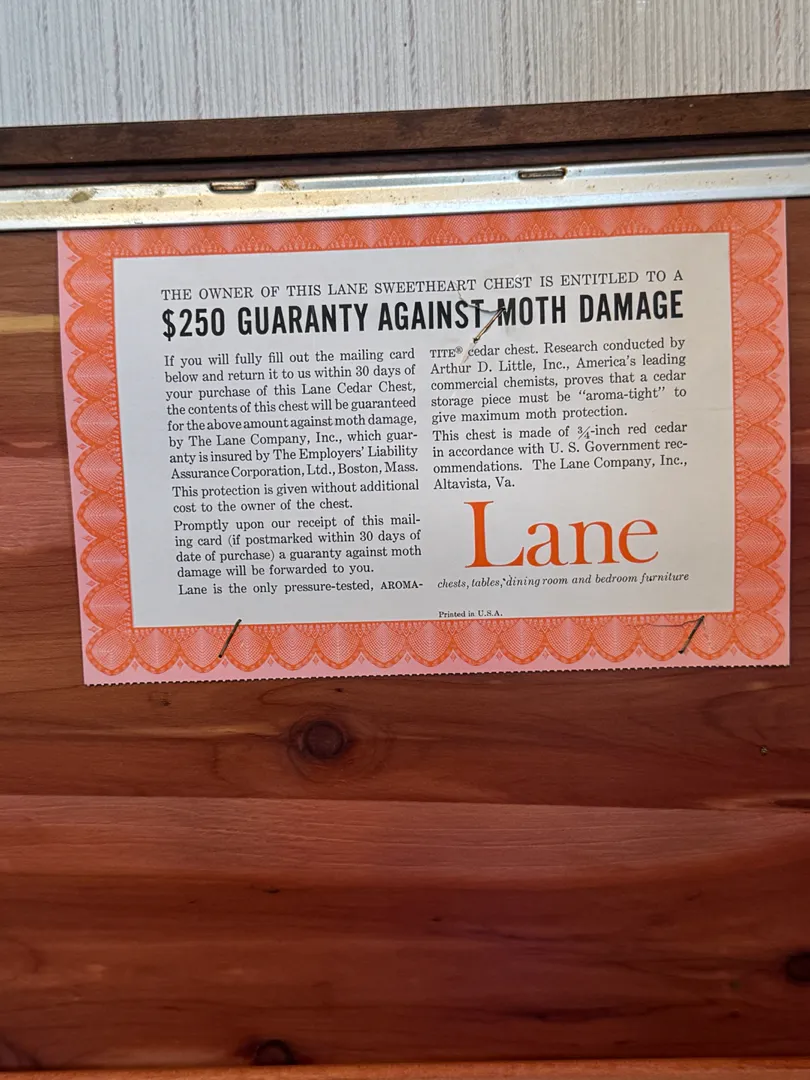 THE OWNER OF THIS LANE SWEETHEART CHEST IS ENTITLED TO A
$250 GUARANTY AGAINST MOTH DAMAGE
If you will fully fill out the mailing card
below and return it to us within 30 days of
your purchase of this Lane Cedar Chest,
the contents of this chest will be guaranteed
for the above amount against moth damage,
by The Lane Company, Inc., which guar-
anty is insured by The Employers' Liability
Assurance Corporation, Ltd., Boston, Mass.
This protection is given without additional
cost to the owner of the chest.
Promptly upon our receipt of this mail-
ing card (if postmarked within 30 days of
date of purchase) a guaranty against moth
damage will be forwarded to you.
Lane is the only pressure-tested, AROMA-
TITE® cedar chest. Research conducted by
Arthur D. Little, Inc., America's leading
commercial chemists, proves that a cedar
storage piece must be "aroma-tight" to
give maximum moth protection.
This chest is made of ¾-inch red cedar
in accordance with U. S. Government rec-
ommendations. The Lane Company, Inc.,
Altavista, Va.
Lane
chests, tables, dining room and bedroom furniture
Printed in U.S.A.